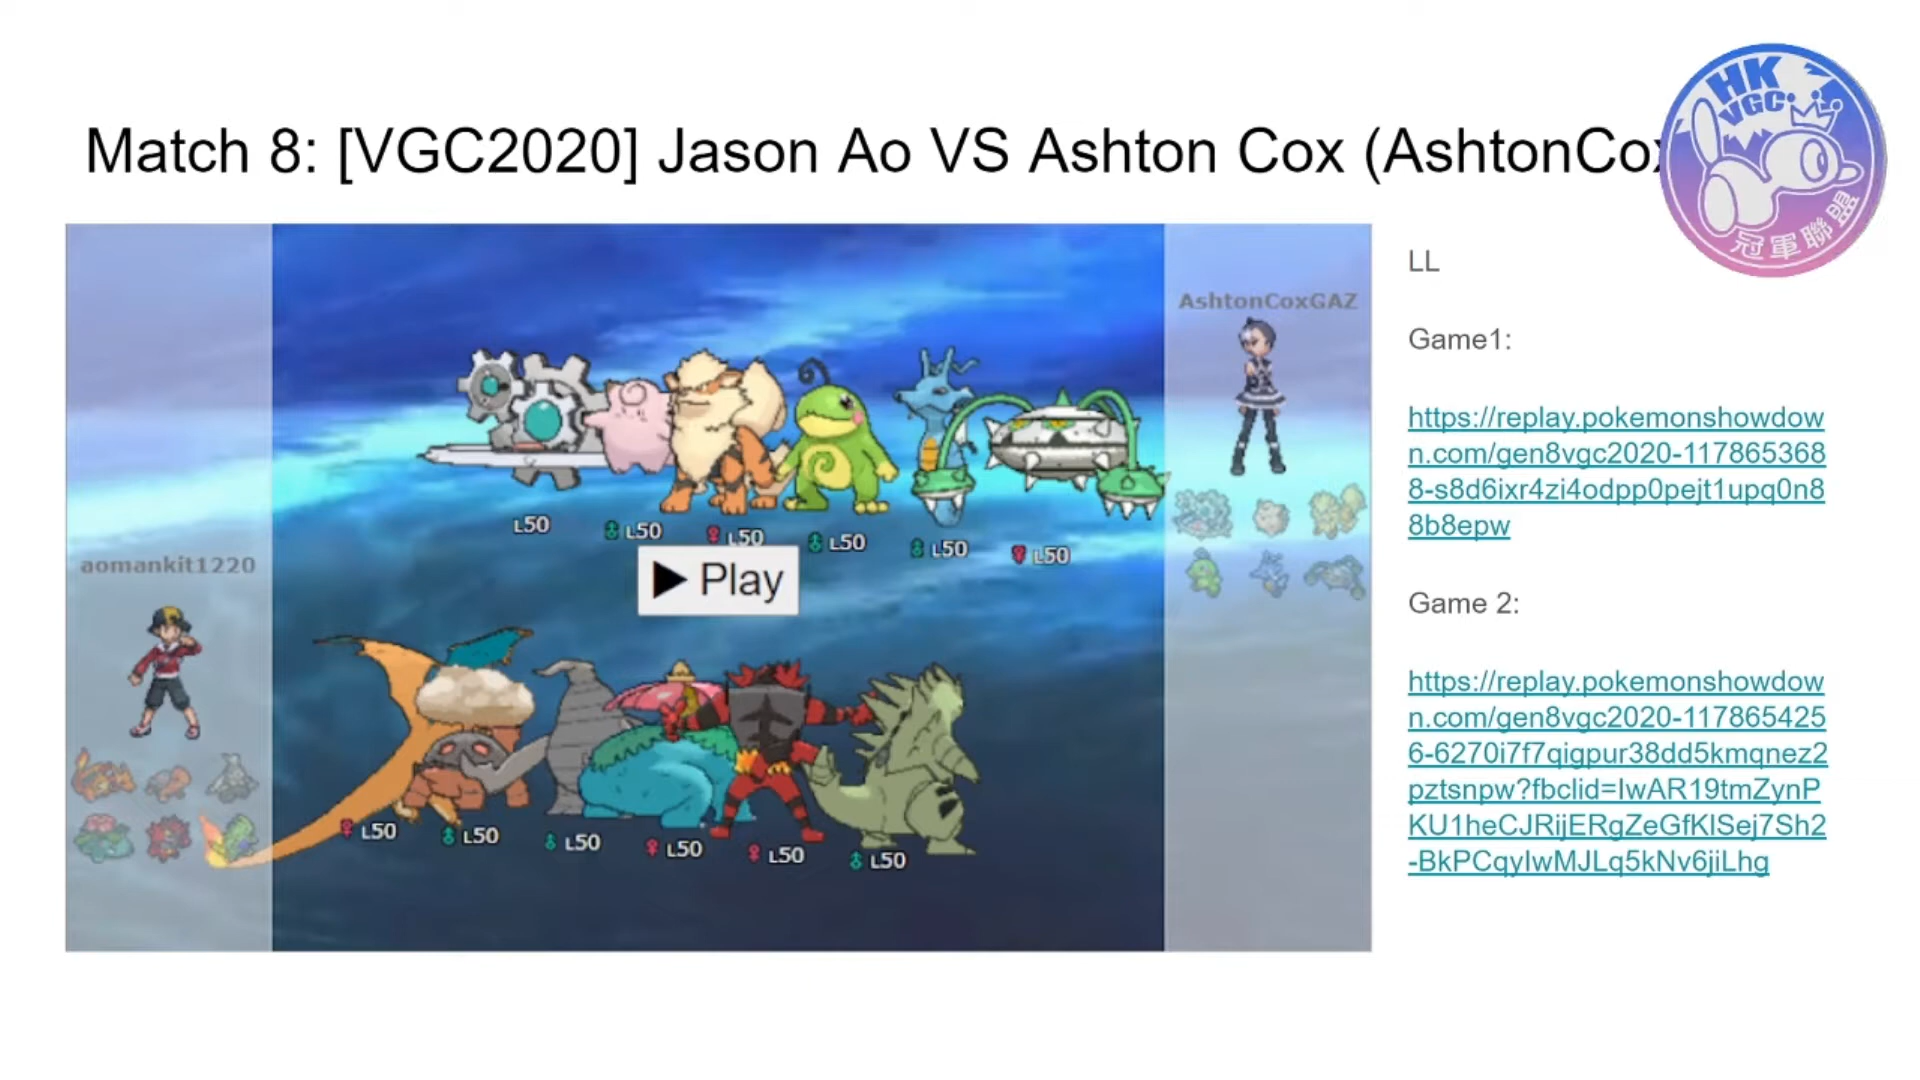 Match 8: [VGC2020] Jason Ao VS Ashton Cox (AshtonCox
HK
VGC
冠軍聯盟
LL
Game1:
https://replay.pokemonshowdow
n.com/gen8vgc2020-117865368
8-s8d6ixr4zi4odpp0pejt1upq0n8
8b8epw
Game 2:
https://replay.pokemonshowdow
n.com/gen8vgc2020-117865425
6-6270i7f7qigpur38dd5kmqnez2
pztsnpw?fbclid=IwAR19tmZynP
KU1heCJRijERgZeGfKlSej7Sh2
-BkPCqyIwMJLq5kNv6jiLhg
AshtonCoxGAZ
L50
L50
L50
L50
L50
L50
Play
aomankit1220
L50
L50
L50
L50
L50
L50